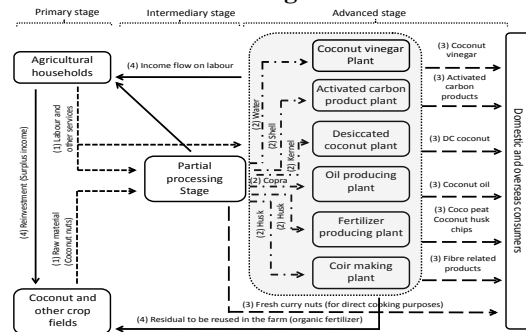 Primary stage
Intermediary stage
Advanced stage
Agricultural
households
(4) Income flow on labour
(4) Reinvestment (Surplus income)
(1) Labour and
other services
(1) Raw material
(Coconut nuts)
Partial
processing
Stage
Coconut and
other crop
fields
(2) Water
(2) Shell
(2) Kernel
(2) Copra
(2) Husk
(2) Husk
Coconut vinegar
Plant
Activated carbon
product plant
Desiccated
coconut plant
Oil producing
plant
Fertilizer
producing plant
Coir making
plant
(3) Coconut
vinegar
(3) Activated
carbon
products
(3) DC coconut
(3) Coconut oil
(3) Coco peat
Coconut husk
chips
(3) Fibre related
products
Domestic and overseas consumers
(3) Fresh curry nuts (for direct cooking purposes)
(4) Residual to be reused in the farm (organic fertilizer)